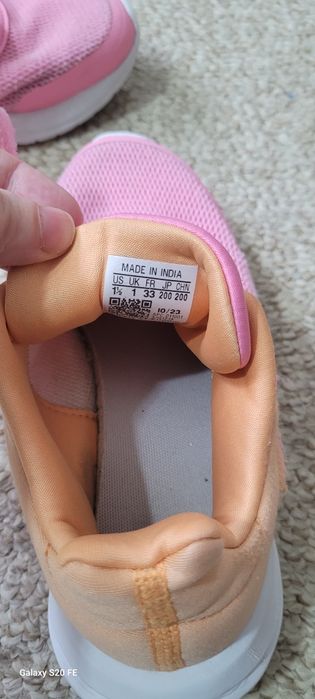 MADE IN INDIA
US UK FR JP CHN
1½ 1 33 200 200
10/23
Galaxy S20 FE